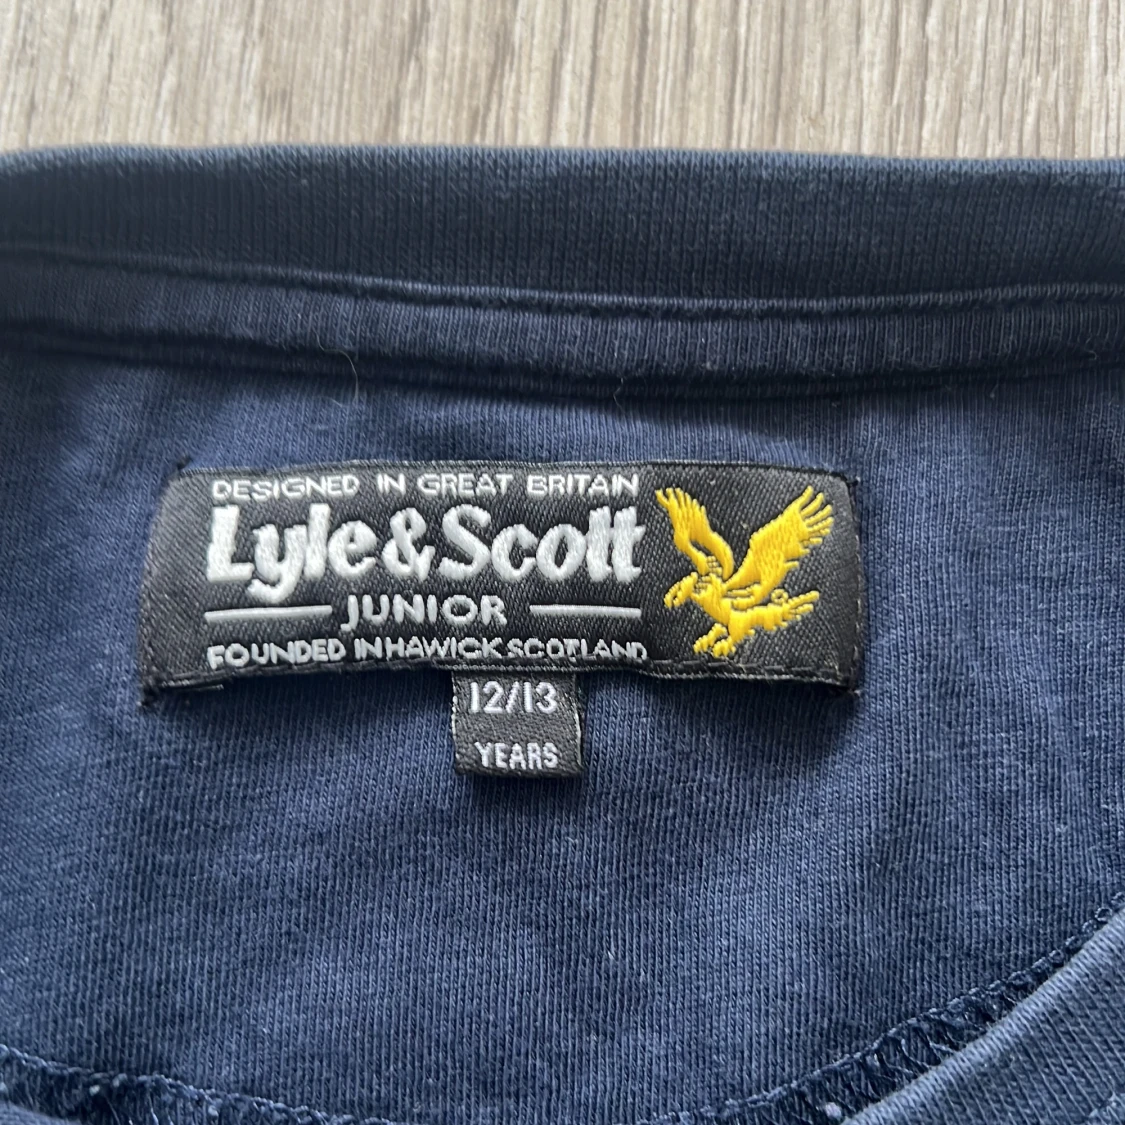 DESIGNED IN GREAT BRITAIN
Lyle&Scott
JUNIOR
FOUNDED IN HAWICK SCOTLAND
12/13
YEARS